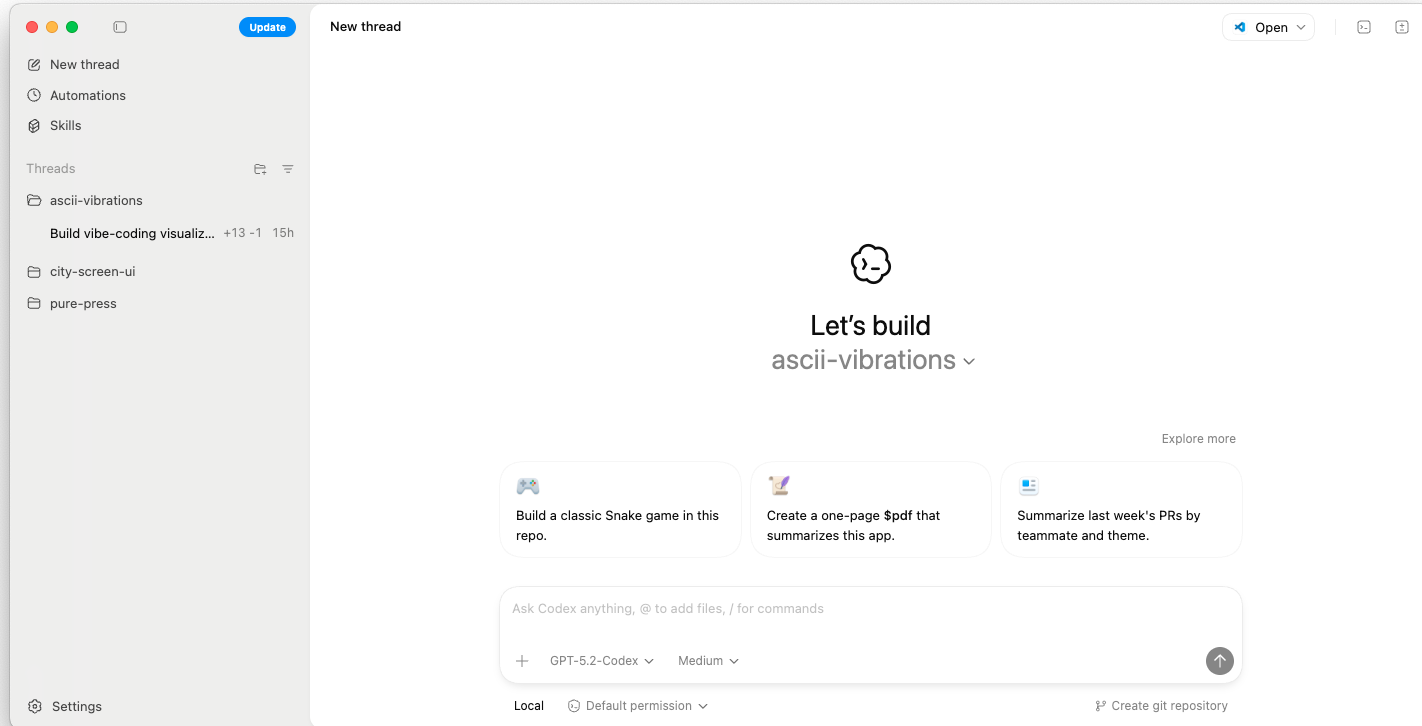 Update
New thread
Automations
Skills
Threads
ascii-vibrations
Build vibe-coding visualiz... +13 -1 15h
city-screen-ui
pure-press
Settings
New thread
Open
Let’s build
ascii-vibrations
Explore more
Build a classic Snake game in this
repo.
Create a one-page $pdf that
summarizes this app.
Summarize last week's PRs by
teammate and theme.
Ask Codex anything, @ to add files, / for commands
GPT-5.2-Codex Medium
Local Default permission Create git repository